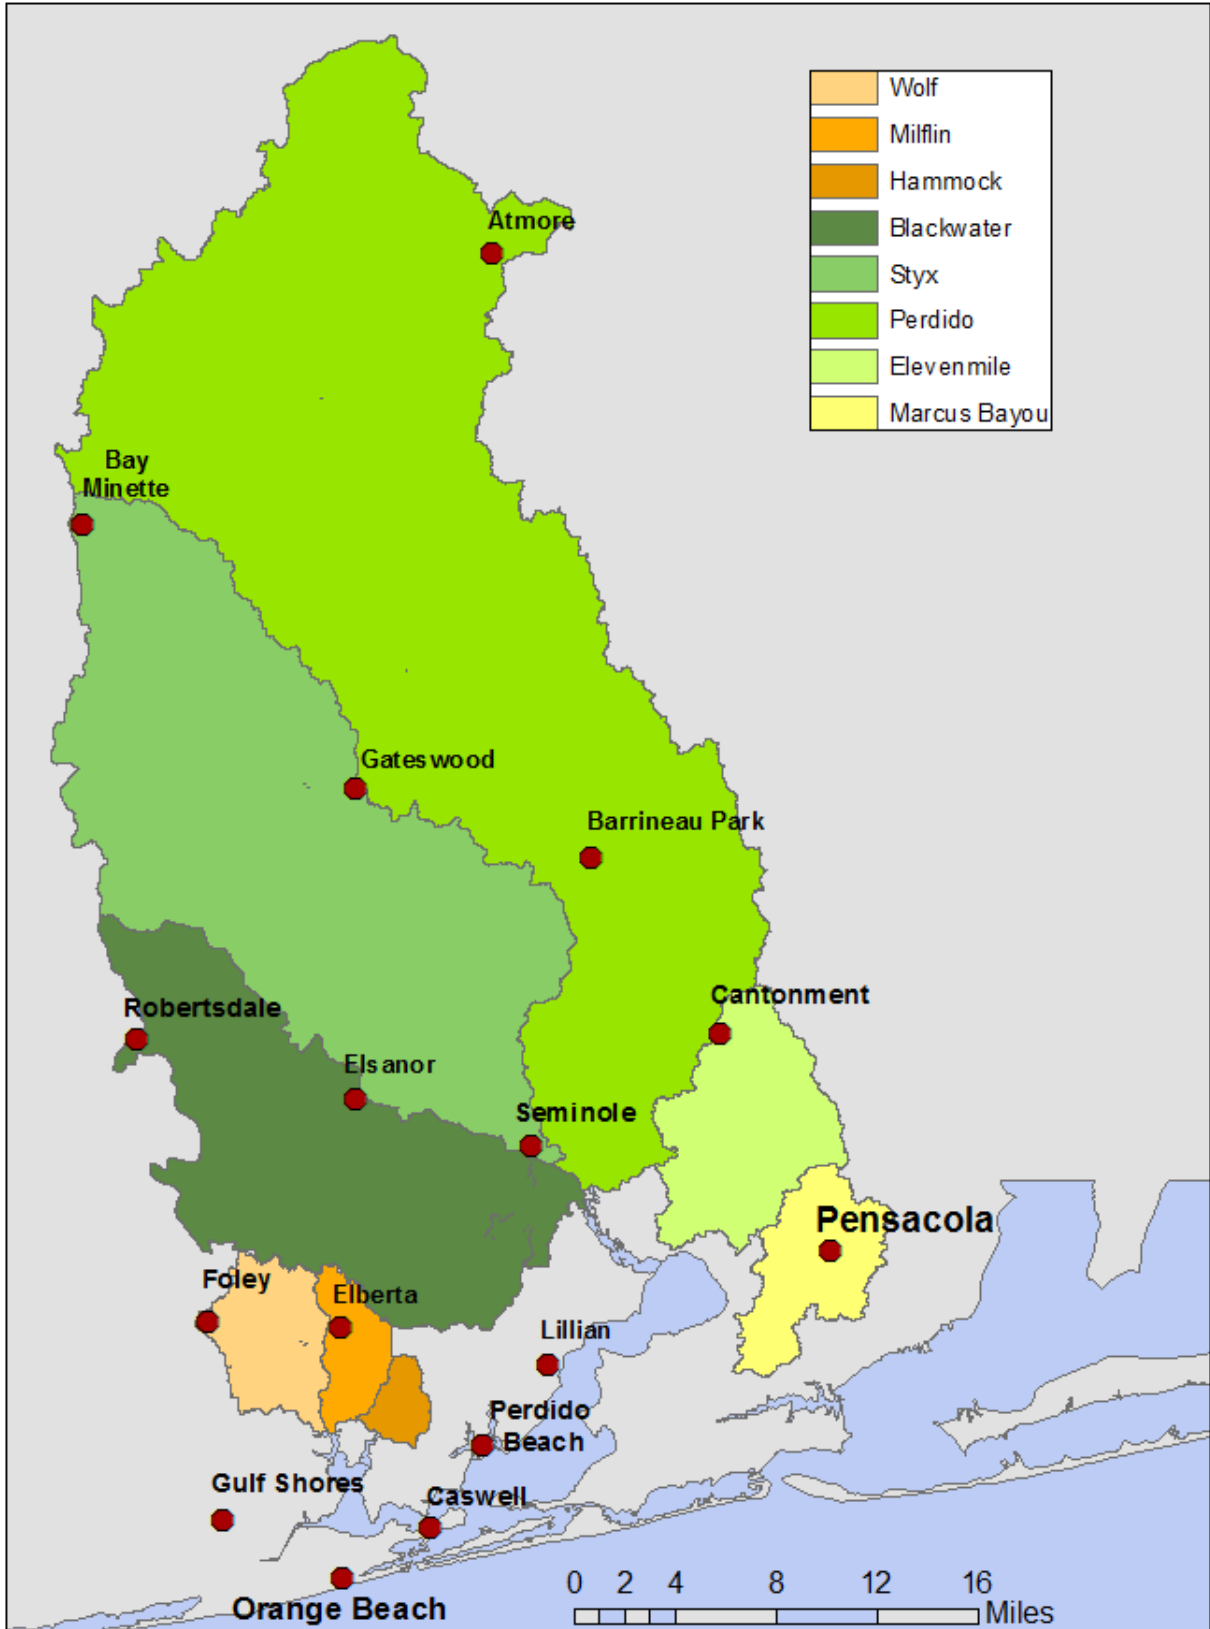 Wolf
Milflin
Hammock
Blackwater
Styx
Perdido
Elevenmile
Marcus Bayou
Atmore
Bay
Minette
Gateswood
Barrineau Park
Cantonment
Robertsdale
Elsanor
Seminole
Pensacola
Foley
Elberta
Lillian
Perdido
Beach
Gulf Shores
Caswell
Orange Beach
0 2 4 8 12 16
Miles